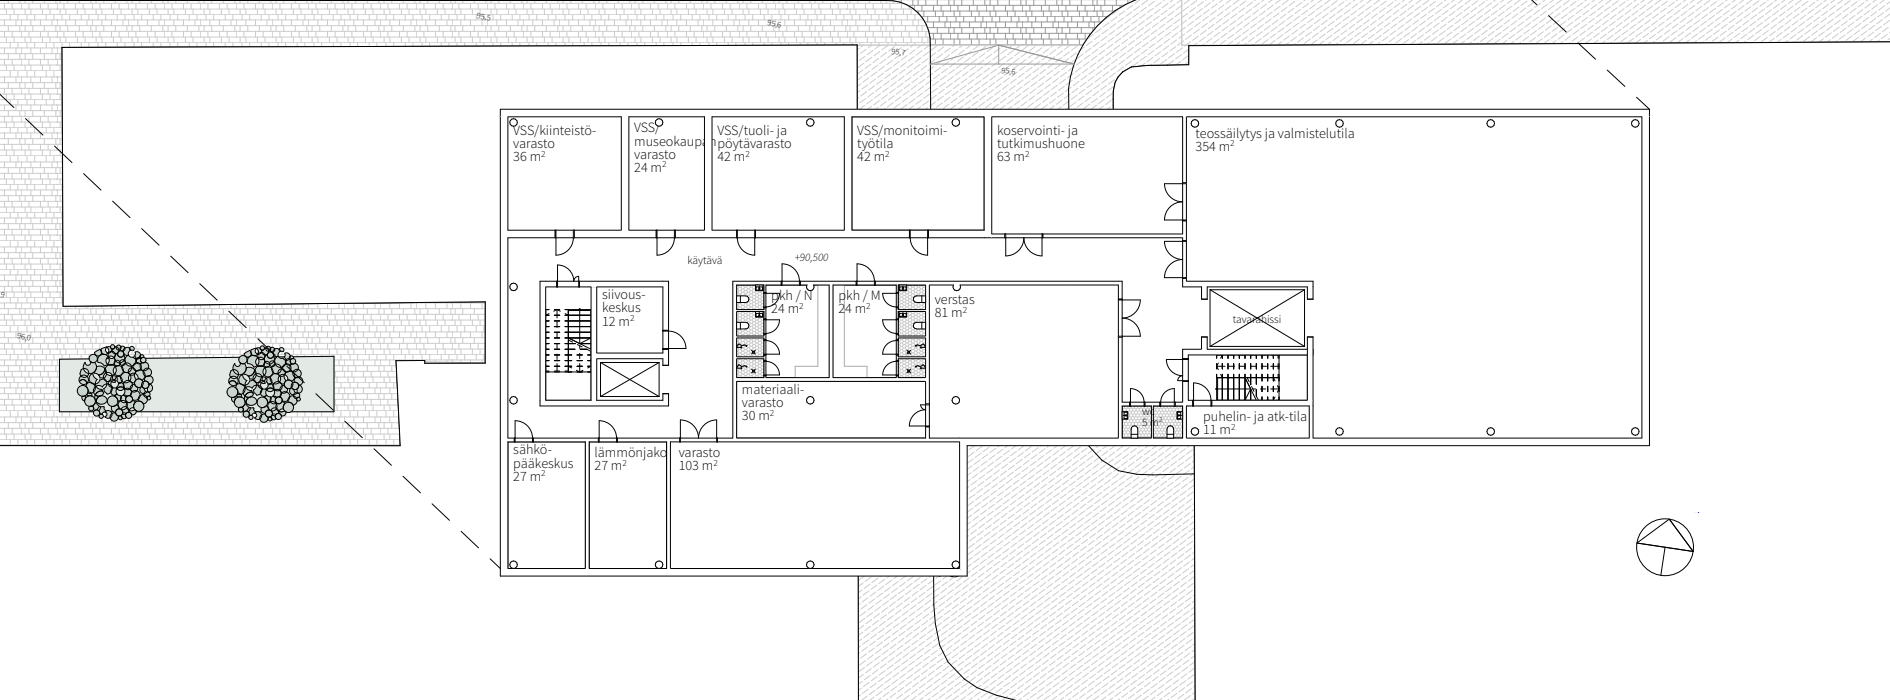 95,5
95,6
95,7
95,6
VSS/kiinteistö-
varasto
36 m²
VSS/
museokaupan
varasto
24 m²
VSS/tuoli- ja
pöytävarasto
42 m²
VSS/monitoimi-
työtila
42 m²
koservointi- ja
tutkimushuone
63 m²
teossäilytys ja valmistelutila
354 m²
käytävä
+90,500
siivous-
keskus
12 m²
pkh / N
24 m²
pkh / M
24 m²
verstas
81 m²
tavarahissi
96,0
materiaali-
varasto
30 m²
5 m²
puhelin- ja atk-tila
11 m²
sähkö-
pääkeskus
27 m²
lämmönjako
27 m²
varasto
103 m²